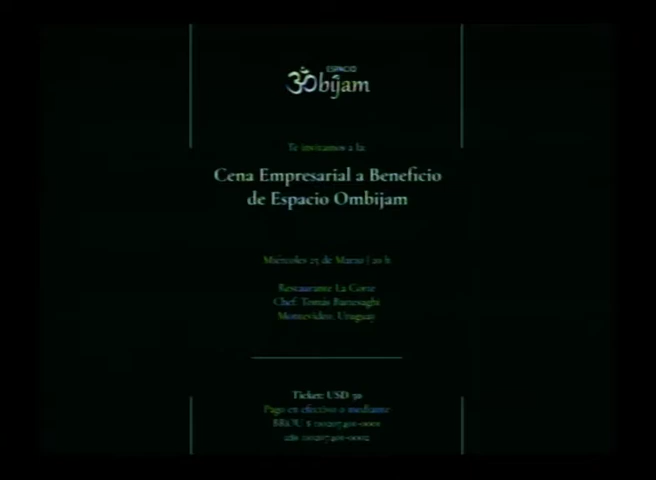 ESPACIO
ॐbijam
Te invitamos a la:
Cena Empresarial a Beneficio
de Espacio Ombijam
Miércoles 25 de Marzo | 20 h
Restaurante La Corte
Chef: Tomás Bartesaghi
Montevideo, Uruguay
Ticket: USD
Pago en efectivo o mediante
BROU $